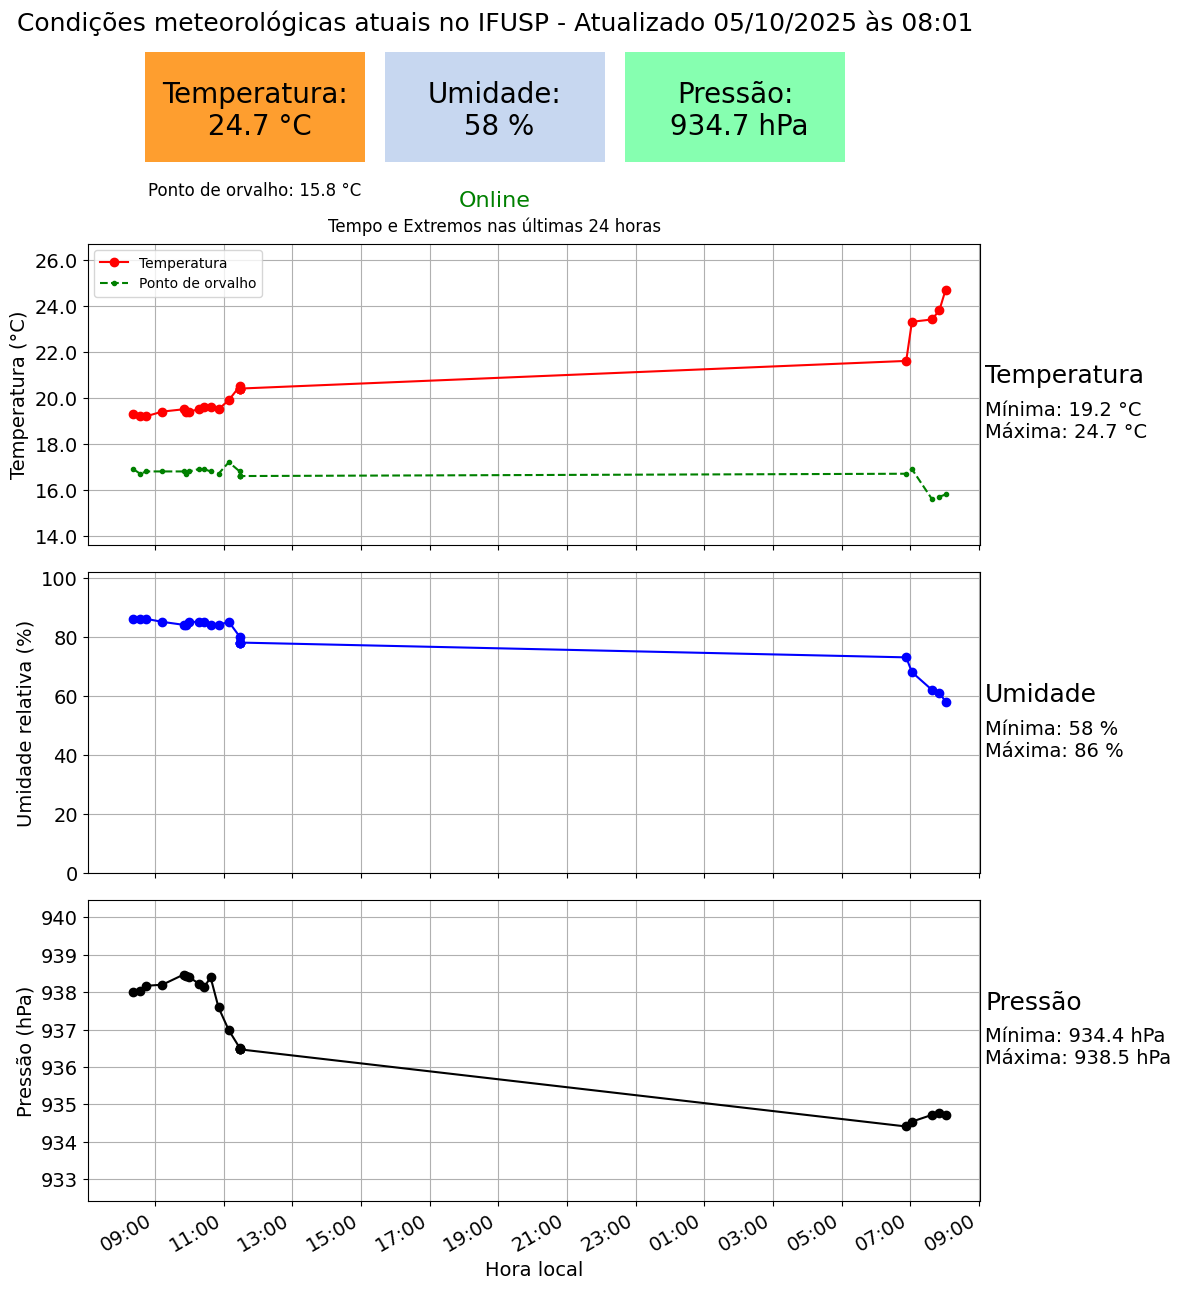 Condições meteorológicas atuais no IFUSP - Atualizado 05/10/2025 às 08:01
Temperatura:
24.7 °C
Umidade:
58 %
Pressão:
934.7 hPa
Ponto de orvalho: 15.8 °C
Online
Tempo e Extremos nas últimas 24 horas
Temperatura (°C)
26.0
24.0
22.0
20.0
18.0
16.0
14.0
Temperatura
Ponto de orvalho
Temperatura
Mínima: 19.2 °C
Máxima: 24.7 °C
Umidade relativa (%)
100
80
60
40
20
0
Umidade
Mínima: 58 %
Máxima: 86 %
Pressão (hPa)
940
939
938
937
936
935
934
933
Pressão
Mínima: 934.4 hPa
Máxima: 938.5 hPa
09:00 11:00 13:00 15:00 17:00 19:00 21:00 23:00 01:00 03:00 05:00 07:00 09:00
Hora local